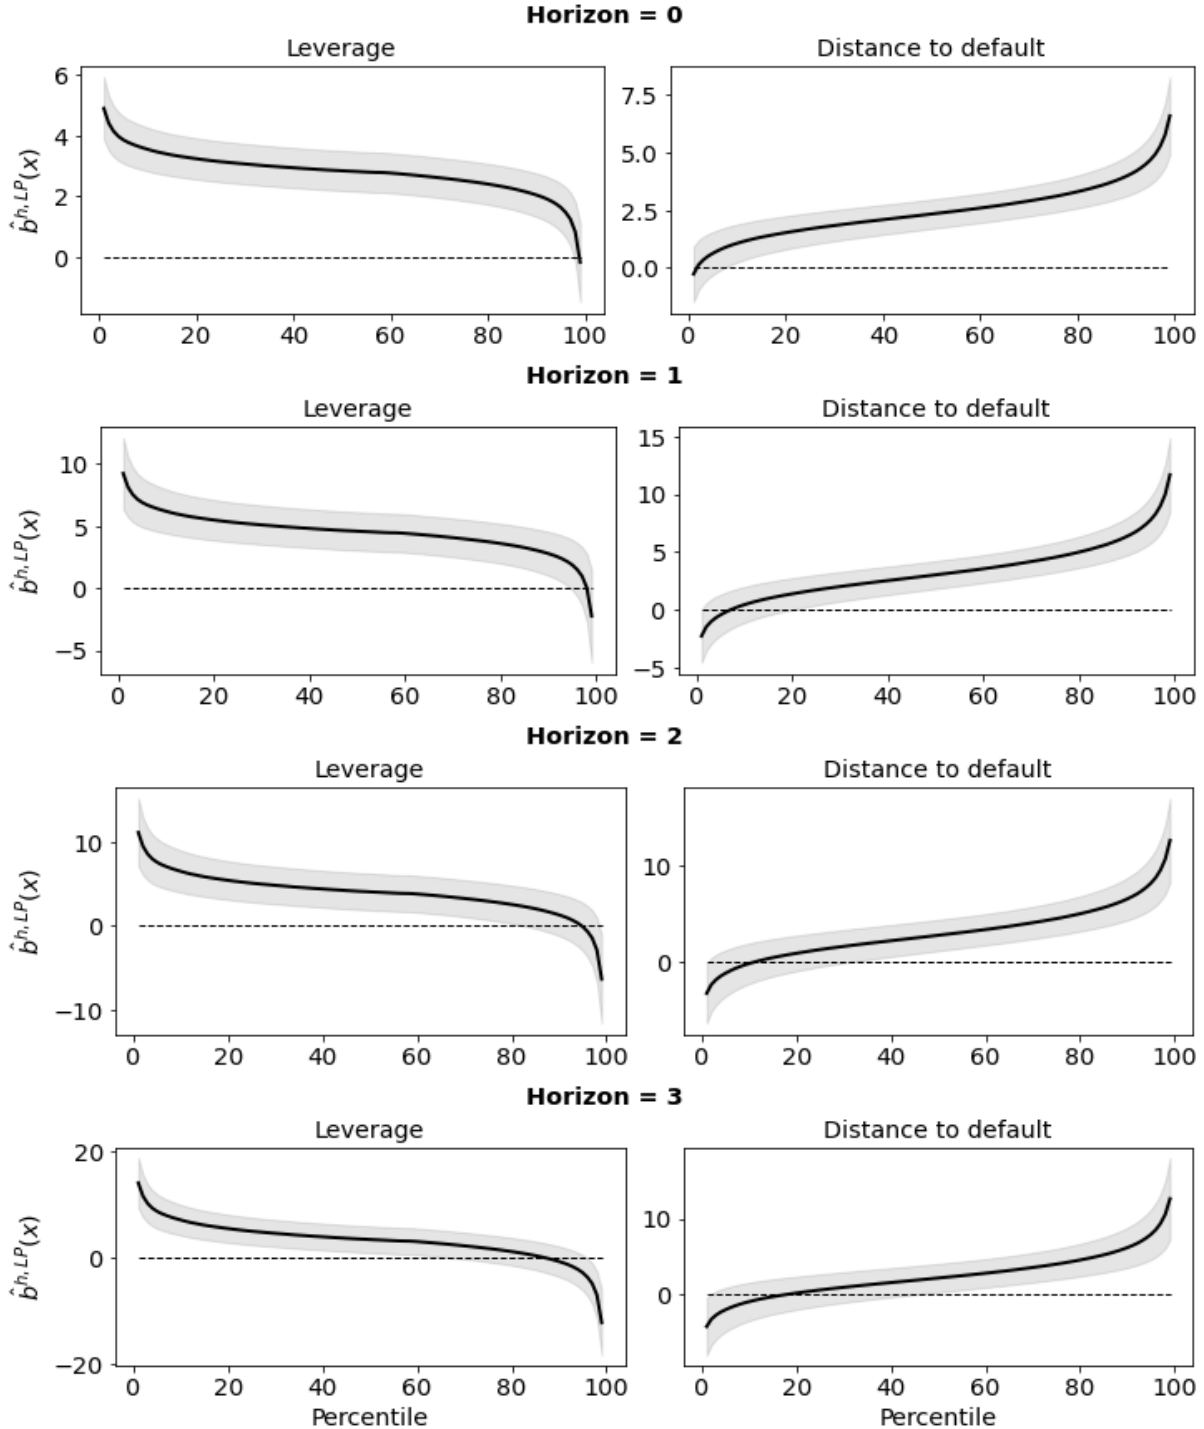 Horizon = 0
Leverage
Distance to default
6
4
2
0
b̂^{h,LP}(x)
7.5
5.0
2.5
0.0
0 20 40 60 80 100
0 20 40 60 80 100
Horizon = 1
Leverage
Distance to default
10
5
0
−5
b̂^{h,LP}(x)
15
10
5
0
−5
0 20 40 60 80 100
0 20 40 60 80 100
Horizon = 2
Leverage
Distance to default
10
0
−10
b̂^{h,LP}(x)
10
0
0 20 40 60 80 100
0 20 40 60 80 100
Horizon = 3
Leverage
Distance to default
20
10
0
−20
b̂^{h,LP}(x)
10
0
0 20 40 60 80 100
0 20 40 60 80 100
Percentile
Percentile